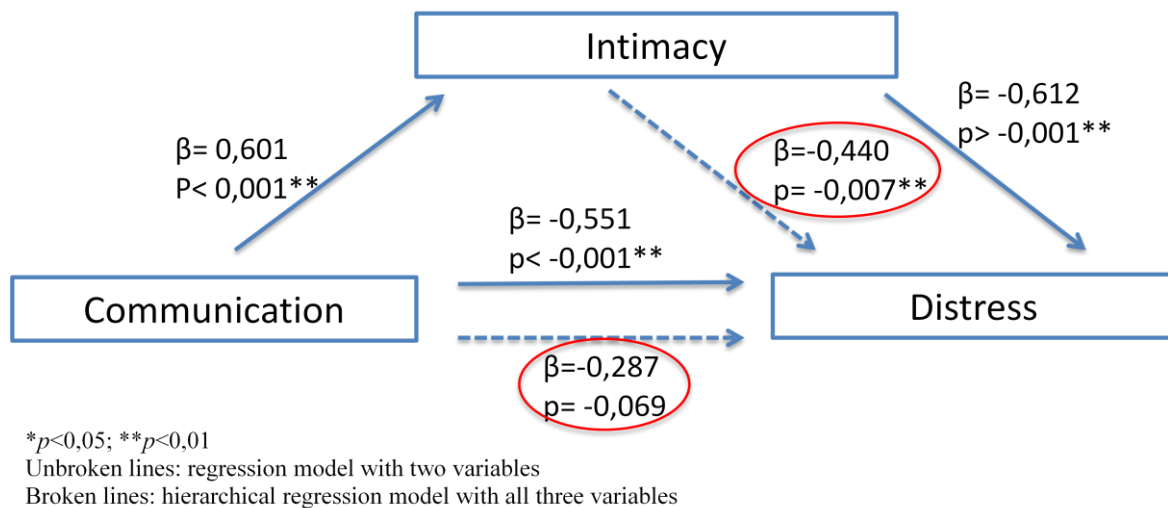 Intimacy
β= -0,612
p> -0,001**
β= 0,601
P< 0,001**
β=-0,440
p= -0,007**
β= -0,551
p< -0,001**
Communication
Distress
β=-0,287
p= -0,069
*p<0,05; **p<0,01
Unbroken lines: regression model with two variables
Broken lines: hierarchical regression model with all three variables